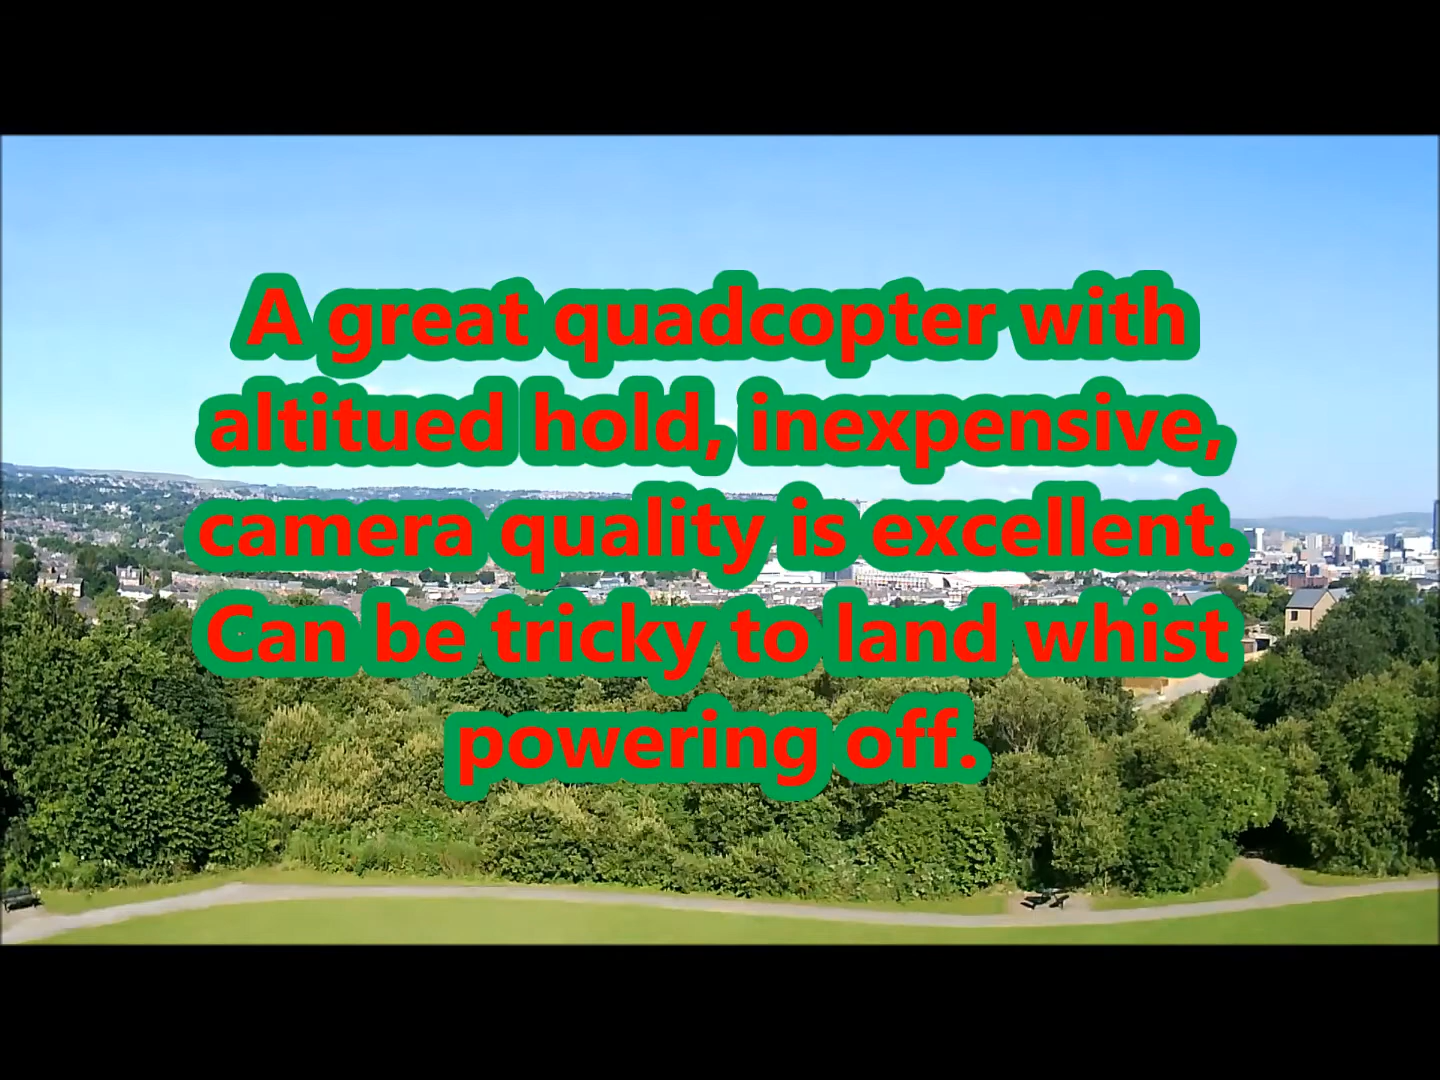 A great quadcopter with
altitued hold, inexpensive,
camera quality is excellent.
Can be tricky to land whist
powering off.